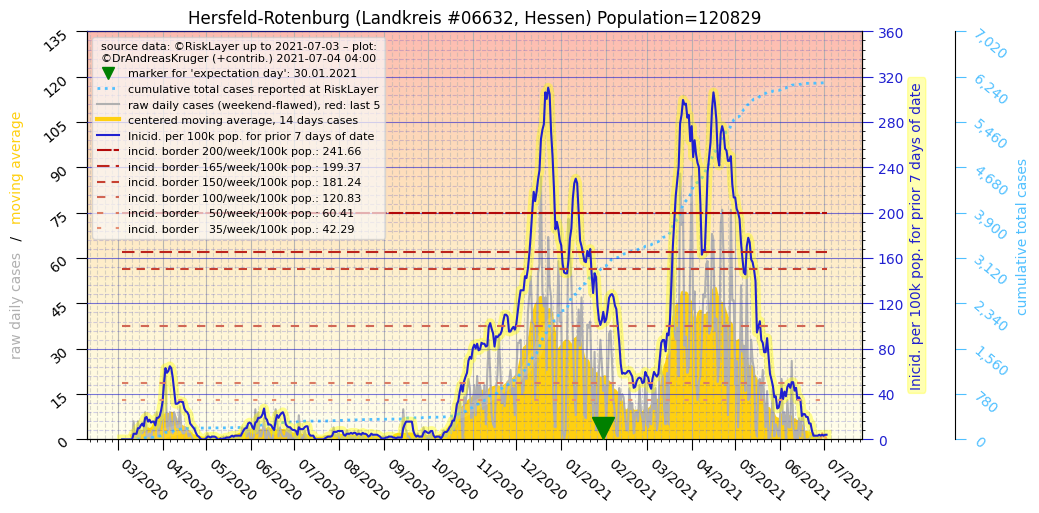 Hersfeld-Rotenburg (Landkreis #06632, Hessen) Population=120829
source data: ©RiskLayer up to 2021-07-03 – plot:
©DrAndreasKruger (+contrib.) 2021-07-04 04:00
marker for 'expectation day': 30.01.2021
cumulative total cases reported at RiskLayer
raw daily cases (weekend-flawed), red: last 5
centered moving average, 14 days cases
Inicid. per 100k pop. for prior 7 days of date
incid. border 200/week/100k pop.: 241.66
incid. border 165/week/100k pop.: 199.37
incid. border 150/week/100k pop.: 181.24
incid. border 100/week/100k pop.: 120.83
incid. border   50/week/100k pop.: 60.41
incid. border   35/week/100k pop.: 42.29
raw daily cases / moving average
135
120
105
90
75
60
45
30
15
0
360
320
280
240
200
160
120
80
40
0
Inicid. per 100k pop. for prior 7 days of date
7,020
6,240
5,460
4,680
3,900
3,120
2,340
1,560
780
0
cumulative total cases
03/2020
04/2020
05/2020
06/2020
07/2020
08/2020
09/2020
10/2020
11/2020
12/2020
01/2021
02/2021
03/2021
04/2021
05/2021
06/2021
07/2021